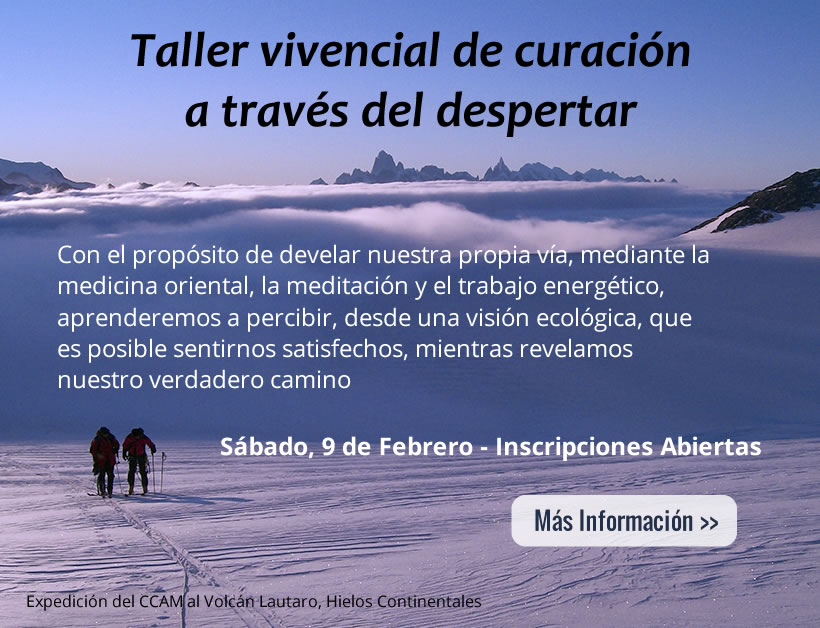 Taller vivencial de curación
a través del despertar
Con el propósito de develar nuestra propia vía, mediante la
medicina oriental, la meditación y el trabajo energético,
aprenderemos a percibir, desde una visión ecológica, que
es posible sentirnos satisfechos, mientras revelamos
nuestro verdadero camino
Sábado, 9 de Febrero - Inscripciones Abiertas
Más Información >>
Expedición del CCAM al Volcán Lautaro, Hielos Continentales